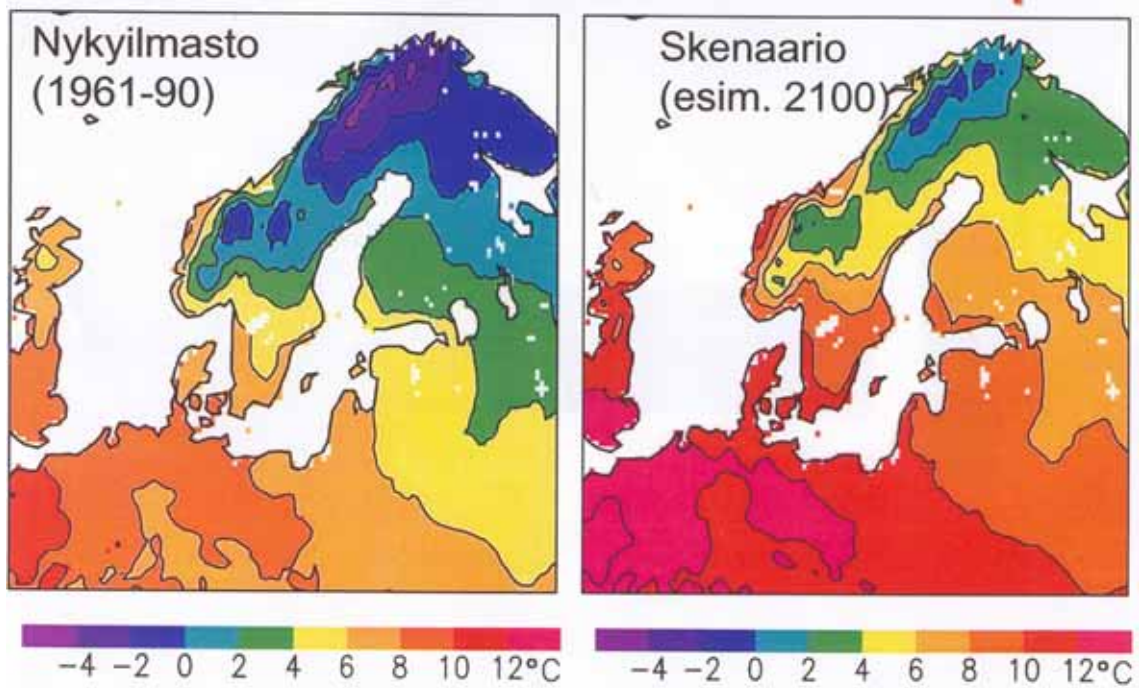 Nykyilmasto
(1961-90)
Skenaario
(esim. 2100)
−4 −2 0 2 4 6 8 10 12°C
−4 −2 0 2 4 6 8 10 12°C